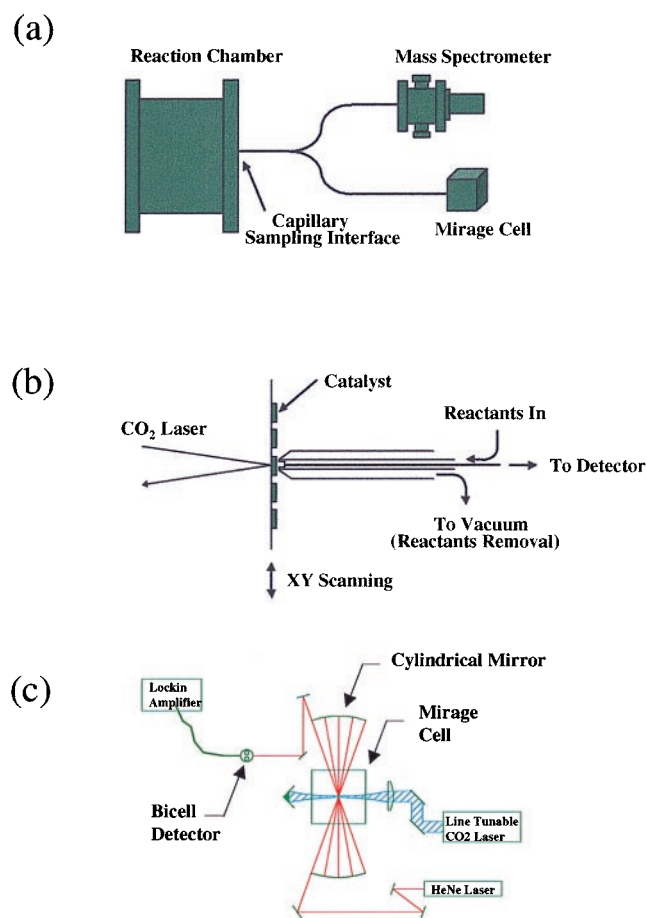 (a)
Reaction Chamber
Mass Spectrometer
Capillary
Sampling Interface
Mirage Cell
(b)
Catalyst
Reactants In
CO₂ Laser
To Detector
To Vacuum
(Reactants Removal)
XY Scanning
(c)
Cylindrical Mirror
Lockin
Amplifier
Mirage
Cell
Bicell
Detector
Line Tunable
CO2 Laser
HeNe Laser